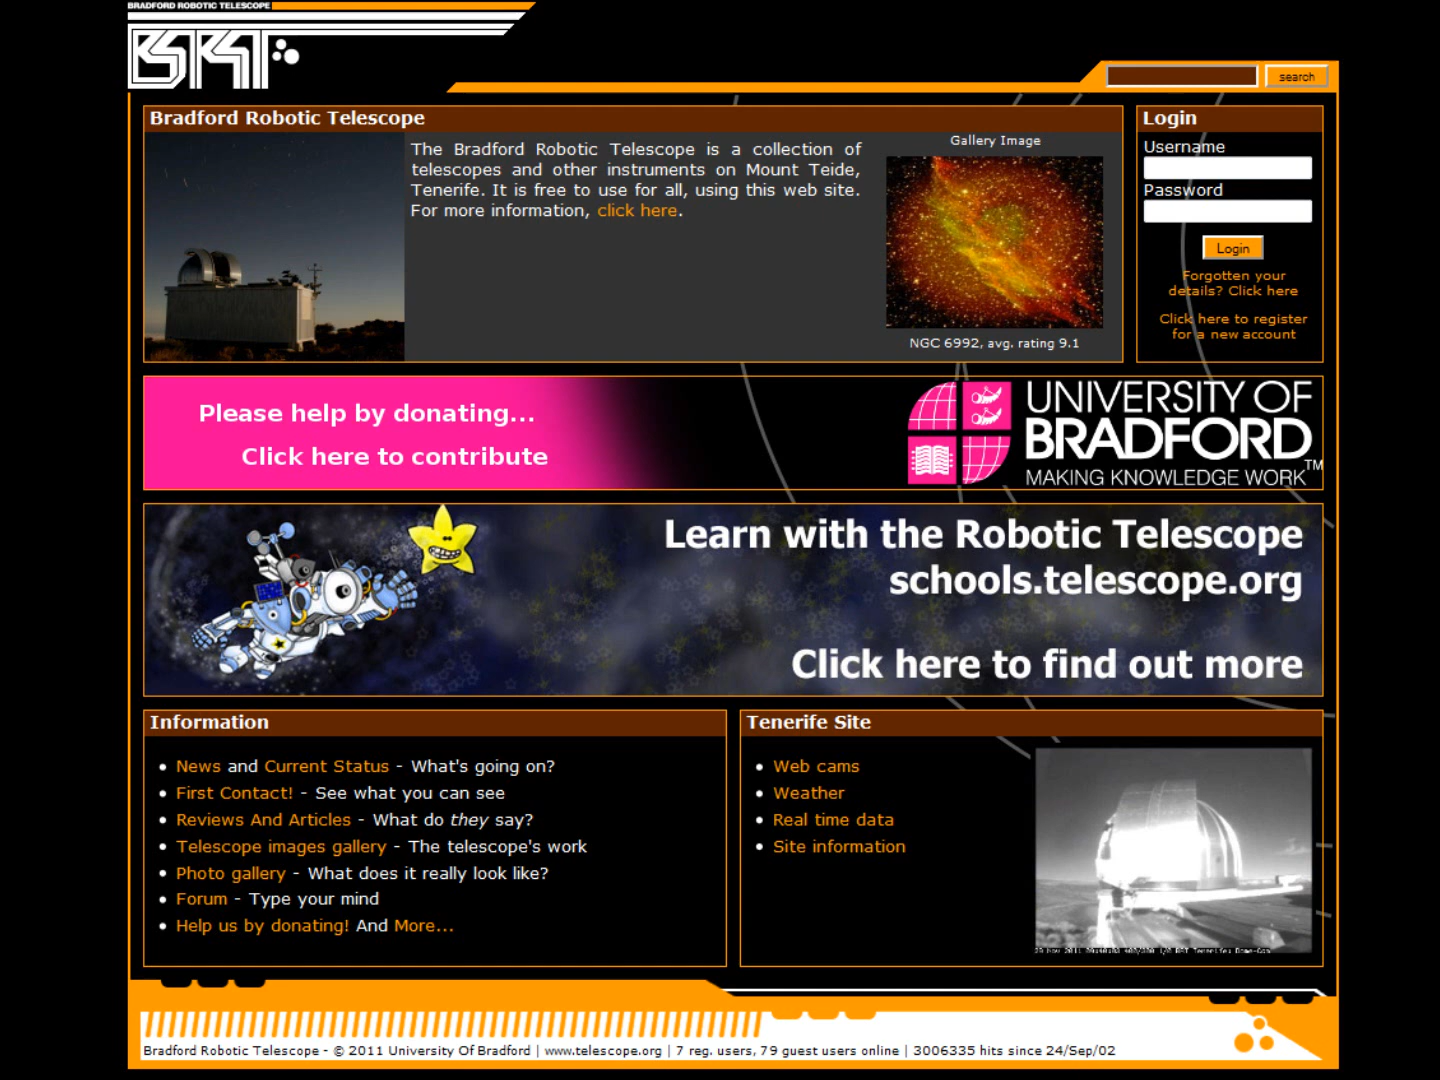 BRADFORD ROBOTIC TELESCOPE
BRT
search
Bradford Robotic Telescope
The Bradford Robotic Telescope is a collection of
telescopes and other instruments on Mount Teide,
Tenerife. It is free to use for all, using this web site.
For more information, click here.
Gallery Image
NGC 6992, avg. rating 9.1
Login
Username
Password
Login
Forgotten your
details? Click here
Click here to register
for a new account
Please help by donating...
Click here to contribute
UNIVERSITY OF
BRADFORD
MAKING KNOWLEDGE WORK™
Learn with the Robotic Telescope
schools.telescope.org
Click here to find out more
Information
• News and Current Status - What's going on?
• First Contact! - See what you can see
• Reviews And Articles - What do they say?
• Telescope images gallery - The telescope's work
• Photo gallery - What does it really look like?
• Forum - Type your mind
• Help us by donating! And More...
Tenerife Site
• Web cams
• Weather
• Real time data
• Site information
Bradford Robotic Telescope - © 2011 University Of Bradford | www.telescope.org | 7 reg. users, 79 guest users online | 3006335 hits since 24/Sep/02